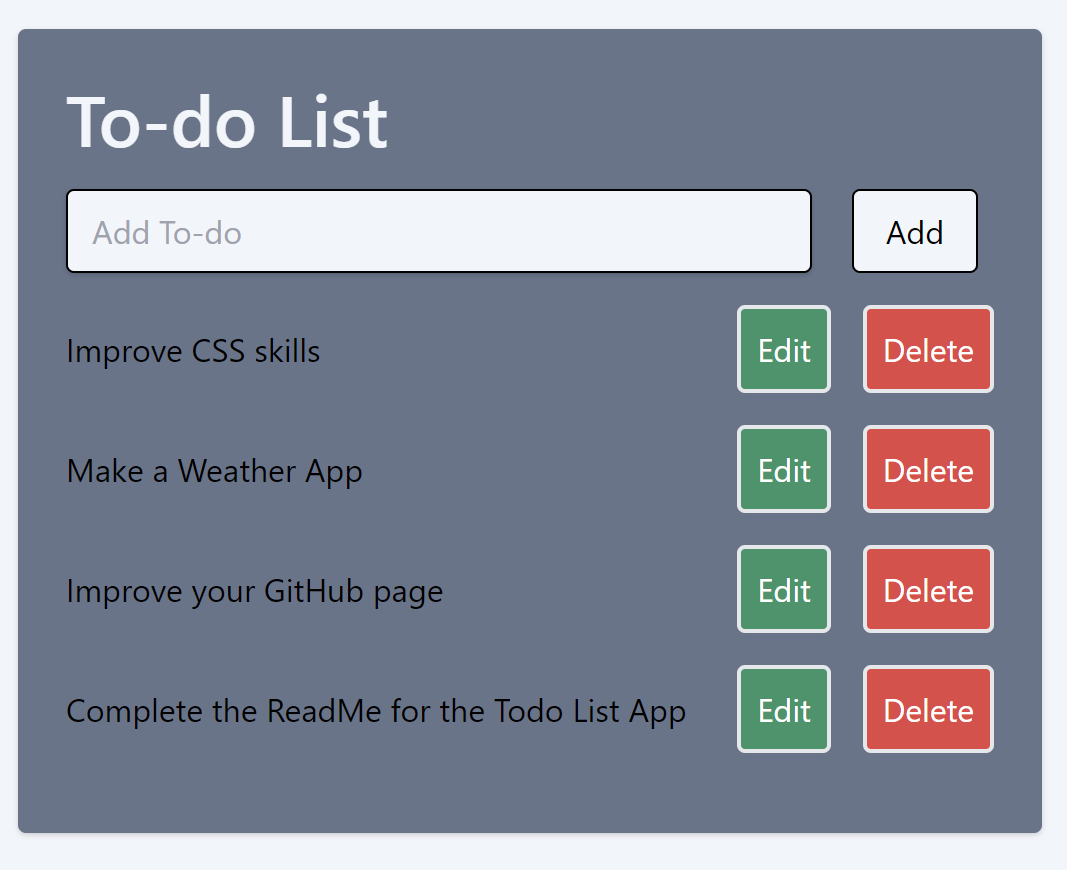 To-do List
Add To-do Add
Improve CSS skills Edit Delete
Make a Weather App Edit Delete
Improve your GitHub page Edit Delete
Complete the ReadMe for the Todo List App Edit Delete